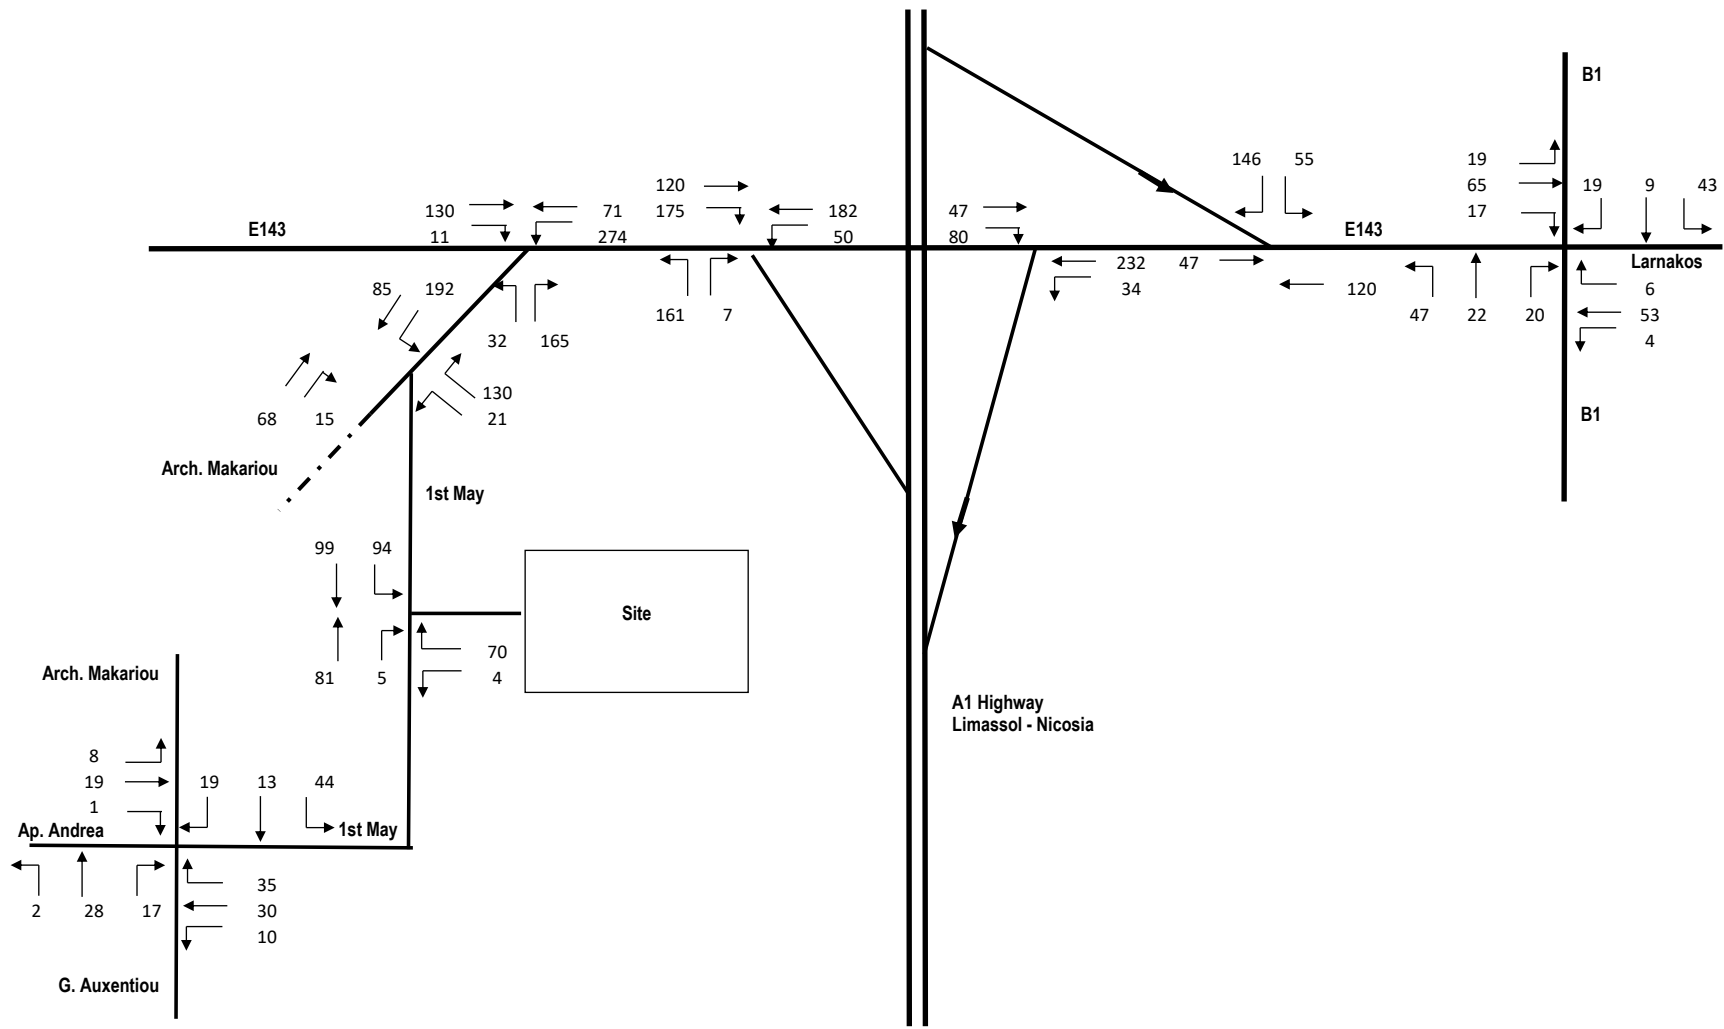 B1
146 55
19
120
65 19 9 43
130 71 175 182 47
17
E143
11 274 50 80
E143
Larnakos
232 47
85 192
34 120 6
161 7 47 22 20 53
32 165 4
130
68 15 21
B1
Arch. Makariou
1st May
99 94
Site
70
Arch. Makariou
81 5 4
A1 Highway
Limassol - Nicosia
8
19 19 13 44
1
Ap. Andrea
1st May
35
2 28 17 30
10
G. Auxentiou